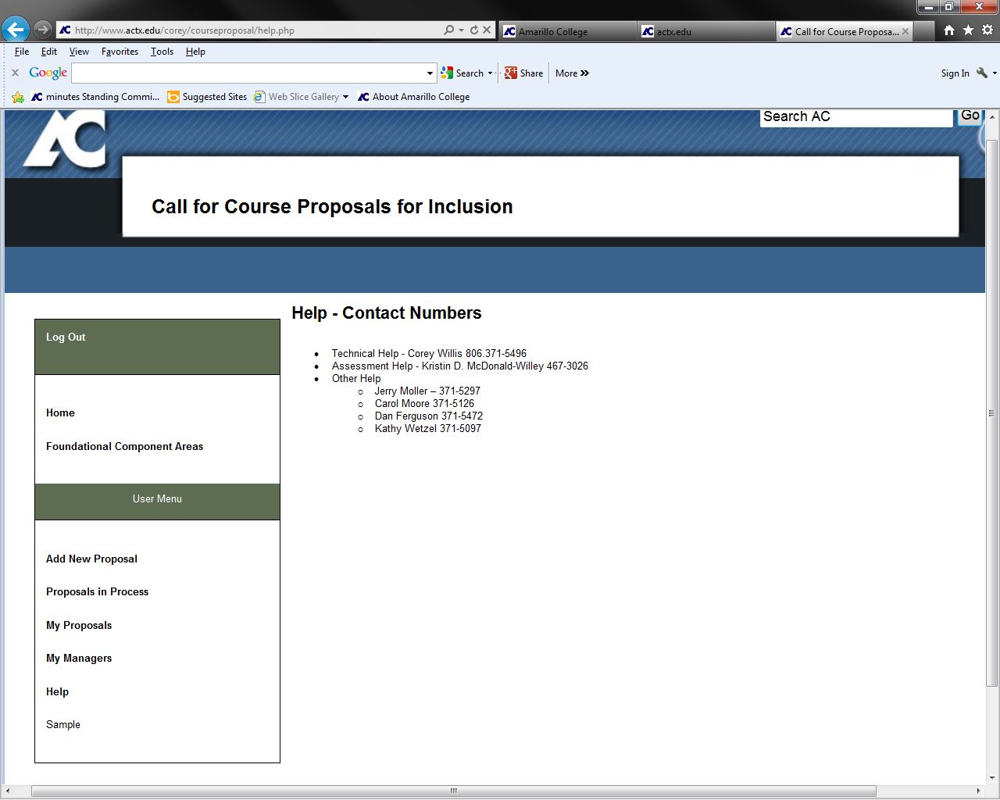 http://www.actx.edu/corey/courseproposal/help.php
AC Amarillo College
AC actx.edu
AC Call for Course Proposa...
File Edit View Favorites Tools Help
Google Search Share More »
Sign In
AC minutes Standing Commi... Suggested Sites Web Slice Gallery AC About Amarillo College
AC
Search AC Go
Call for Course Proposals for Inclusion
Log Out
Home
Foundational Component Areas
User Menu
Add New Proposal
Proposals in Process
My Proposals
My Managers
Help
Sample
Help - Contact Numbers
• Technical Help - Corey Willis 806.371-5496
• Assessment Help - Kristin D. McDonald-Willey 467-3026
• Other Help
o Jerry Moller – 371-5297
o Carol Moore 371-5126
o Dan Ferguson 371-5472
o Kathy Wetzel 371-5097